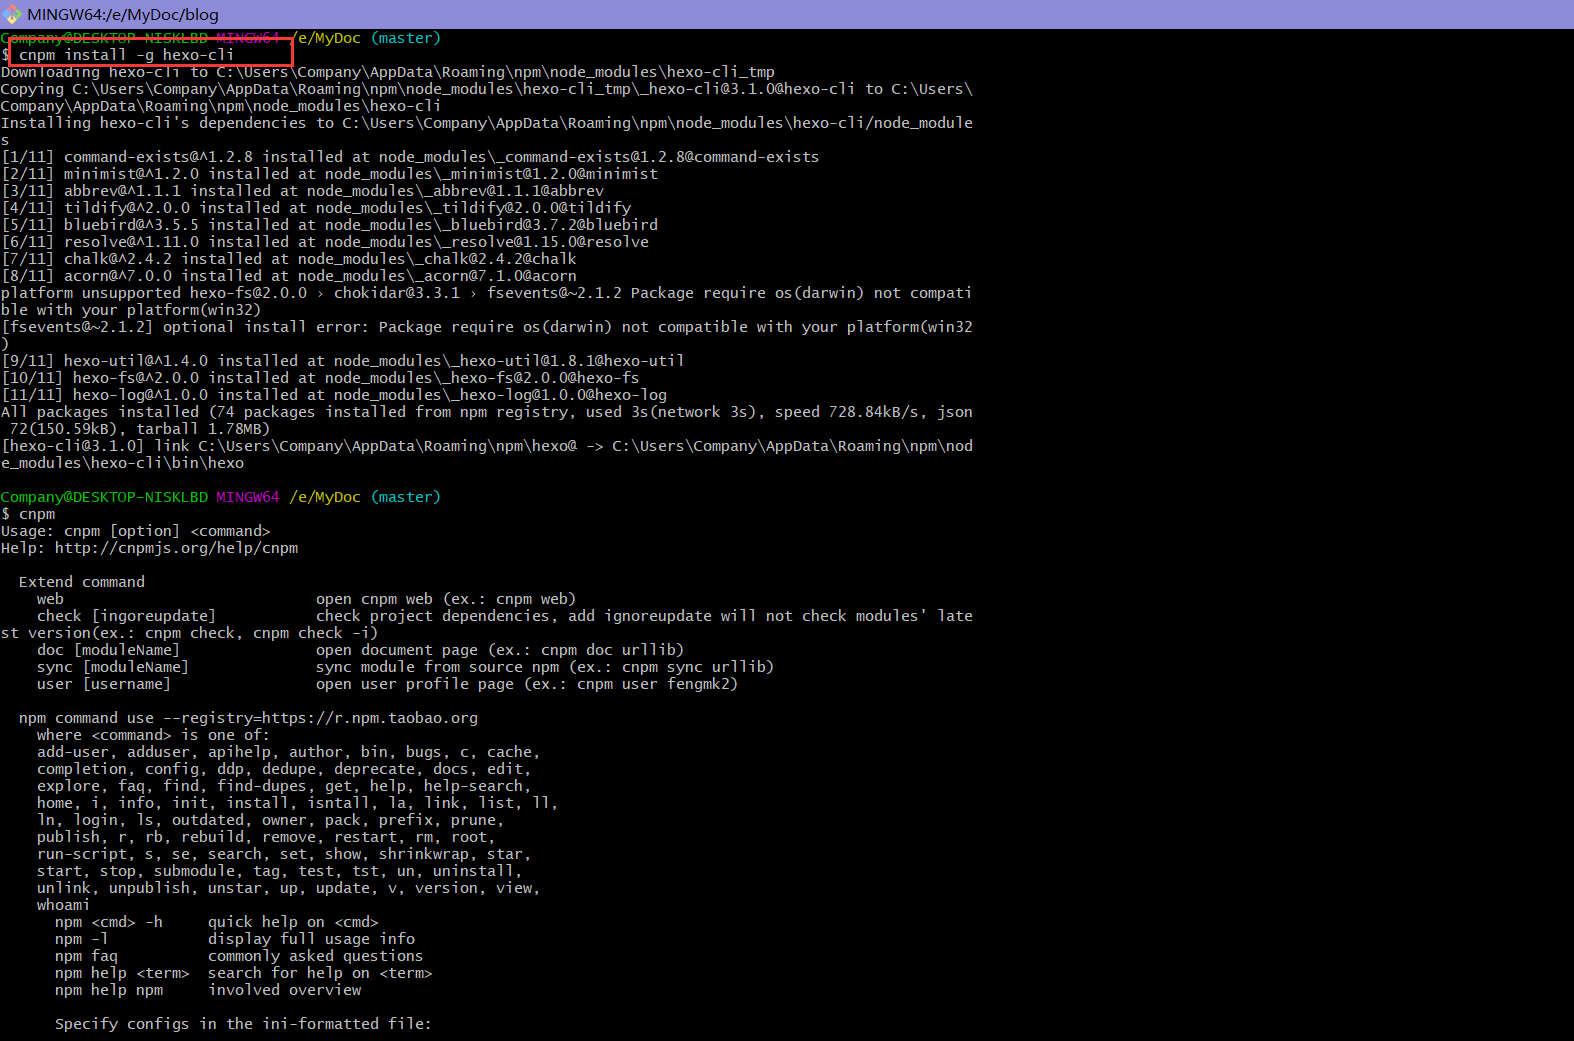 MINGW64:/e/MyDoc/blog
Company@DESKTOP-NISKLBD MINGW64 /e/MyDoc (master)
$ cnpm install -g hexo-cli
Downloading hexo-cli to C:\Users\Company\AppData\Roaming\npm\node_modules\hexo-cli_tmp
Copying C:\Users\Company\AppData\Roaming\npm\node_modules\hexo-cli_tmp\_hexo-cli@3.1.0@hexo-cli to C:\Users\
Company\AppData\Roaming\npm\node_modules\hexo-cli
Installing hexo-cli's dependencies to C:\Users\Company\AppData\Roaming\npm\node_modules\hexo-cli/node_module
s
[1/11] command-exists@^1.2.8 installed at node_modules\_command-exists@1.2.8@command-exists
[2/11] minimist@^1.2.0 installed at node_modules\_minimist@1.2.0@minimist
[3/11] abbrev@^1.1.1 installed at node_modules\_abbrev@1.1.1@abbrev
[4/11] tildify@^2.0.0 installed at node_modules\_tildify@2.0.0@tildify
[5/11] bluebird@^3.5.5 installed at node_modules\_bluebird@3.7.2@bluebird
[6/11] resolve@^1.11.0 installed at node_modules\_resolve@1.15.0@resolve
[7/11] chalk@^2.4.2 installed at node_modules\_chalk@2.4.2@chalk
[8/11] acorn@^7.0.0 installed at node_modules\_acorn@7.1.0@acorn
platform unsupported hexo-fs@2.0.0 › chokidar@3.3.1 › fsevents@~2.1.2 Package require os(darwin) not compati
ble with your platform(win32)
[fsevents@~2.1.2] optional install error: Package require os(darwin) not compatible with your platform(win32
)
[9/11] hexo-util@^1.4.0 installed at node_modules\_hexo-util@1.8.1@hexo-util
[10/11] hexo-fs@^2.0.0 installed at node_modules\_hexo-fs@2.0.0@hexo-fs
[11/11] hexo-log@^1.0.0 installed at node_modules\_hexo-log@1.0.0@hexo-log
All packages installed (74 packages installed from npm registry, used 3s(network 3s), speed 728.84kB/s, json
72(150.59kB), tarball 1.78MB)
[hexo-cli@3.1.0] link C:\Users\Company\AppData\Roaming\npm\hexo@ -> C:\Users\Company\AppData\Roaming\npm\nod
e_modules\hexo-cli\bin\hexo
Company@DESKTOP-NISKLBD MINGW64 /e/MyDoc (master)
$ cnpm
Usage: cnpm [option] <command>
Help: http://cnpmjs.org/help/cnpm
Extend command
web open cnpm web (ex.: cnpm web)
check [ingoreupdate] check project dependencies, add ignoreupdate will not check modules' late
st version(ex.: cnpm check, cnpm check -i)
doc [moduleName] open document page (ex.: cnpm doc urllib)
sync [moduleName] sync module from source npm (ex.: cnpm sync urllib)
user [username] open user profile page (ex.: cnpm user fengmk2)
npm command use --registry=https://r.npm.taobao.org
where <command> is one of:
add-user, adduser, apihelp, author, bin, bugs, c, cache,
completion, config, ddp, dedupe, deprecate, docs, edit,
explore, faq, find, find-dupes, get, help, help-search,
home, i, info, init, install, isntall, la, link, list, ll,
ln, login, ls, outdated, owner, pack, prefix, prune,
publish, r, rb, rebuild, remove, restart, rm, root,
run-script, s, se, search, set, show, shrinkwrap, star,
start, stop, submodule, tag, test, tst, un, uninstall,
unlink, unpublish, unstar, up, update, v, version, view,
whoami
npm <cmd> -h quick help on <cmd>
npm -l display full usage info
npm faq commonly asked questions
npm help <term> search for help on <term>
npm help npm involved overview
Specify configs in the ini-formatted file: